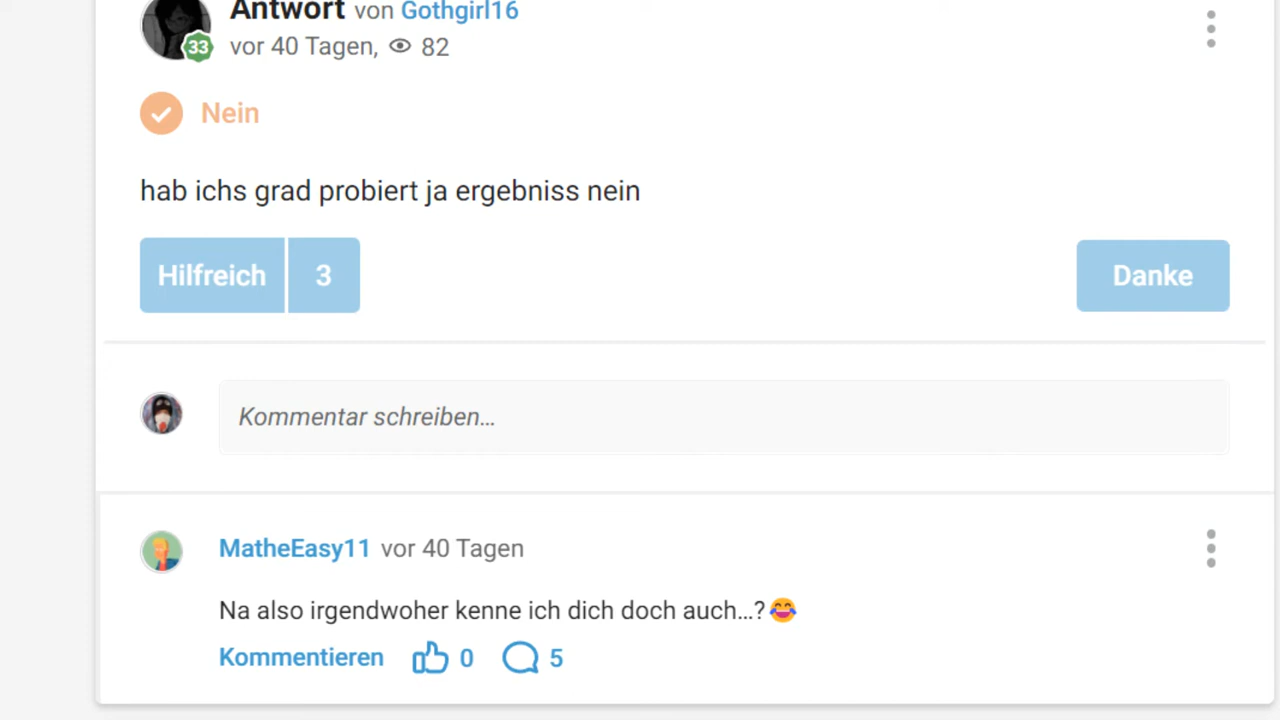 Antwort von Gothgirl16
33
vor 40 Tagen, 82
Nein
hab ichs grad probiert ja ergebniss nein
Hilfreich 3
Danke
Kommentar schreiben...
MatheEasy11 vor 40 Tagen
Na also irgendwoher kenne ich dich doch auch...?😂
Kommentieren 0 5